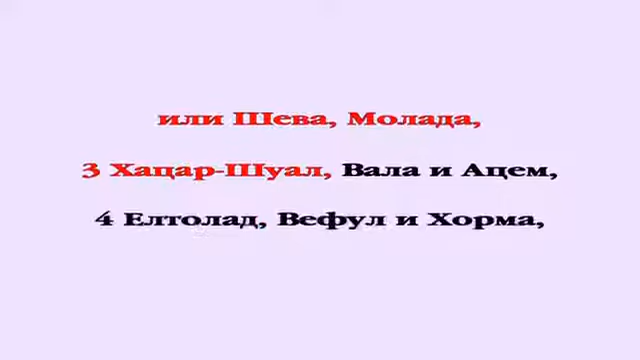 или Шева, Молада,
3 Хацар-Шуал, Вала и Ацем,
4 Елтолад, Вефул и Хорма,